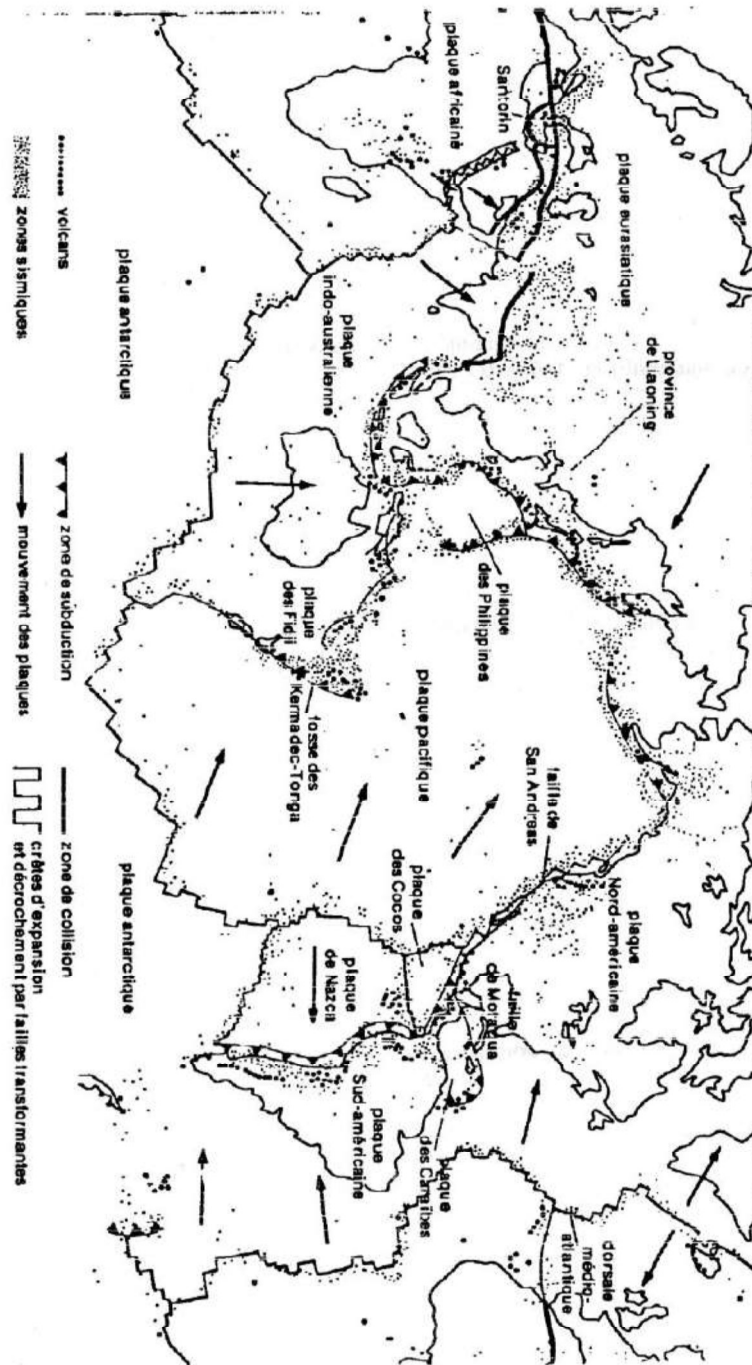 plaque eurasiatique
province
de Liaoning
Santorin
plaque africaine
plaque
indo-australienne
plaque antarctique
plaque
des Philippines
plaque
des Fidji
fosse des
Kermadec-Tonga
plaque pacifique
faille de
San Andreas
plaque
Nord-américaine
plaque
des Cocos
faille
plaque
de Nazca
plaque
Sud-américaine
plaque
des Caraïbes
dorsale
médio-
atlantique
plaque antarctique
volcans
zones sismiques
zone de subduction
mouvement des plaques
zone de collision
crêtes d'expansion
et décrochement par failles transformantes